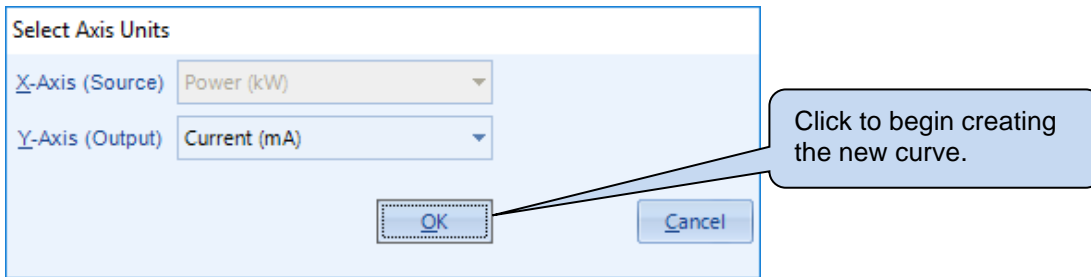 Select Axis Units
X-Axis (Source) Power (kW)
Y-Axis (Output) Current (mA)
Click to begin creating
the new curve.
OK Cancel